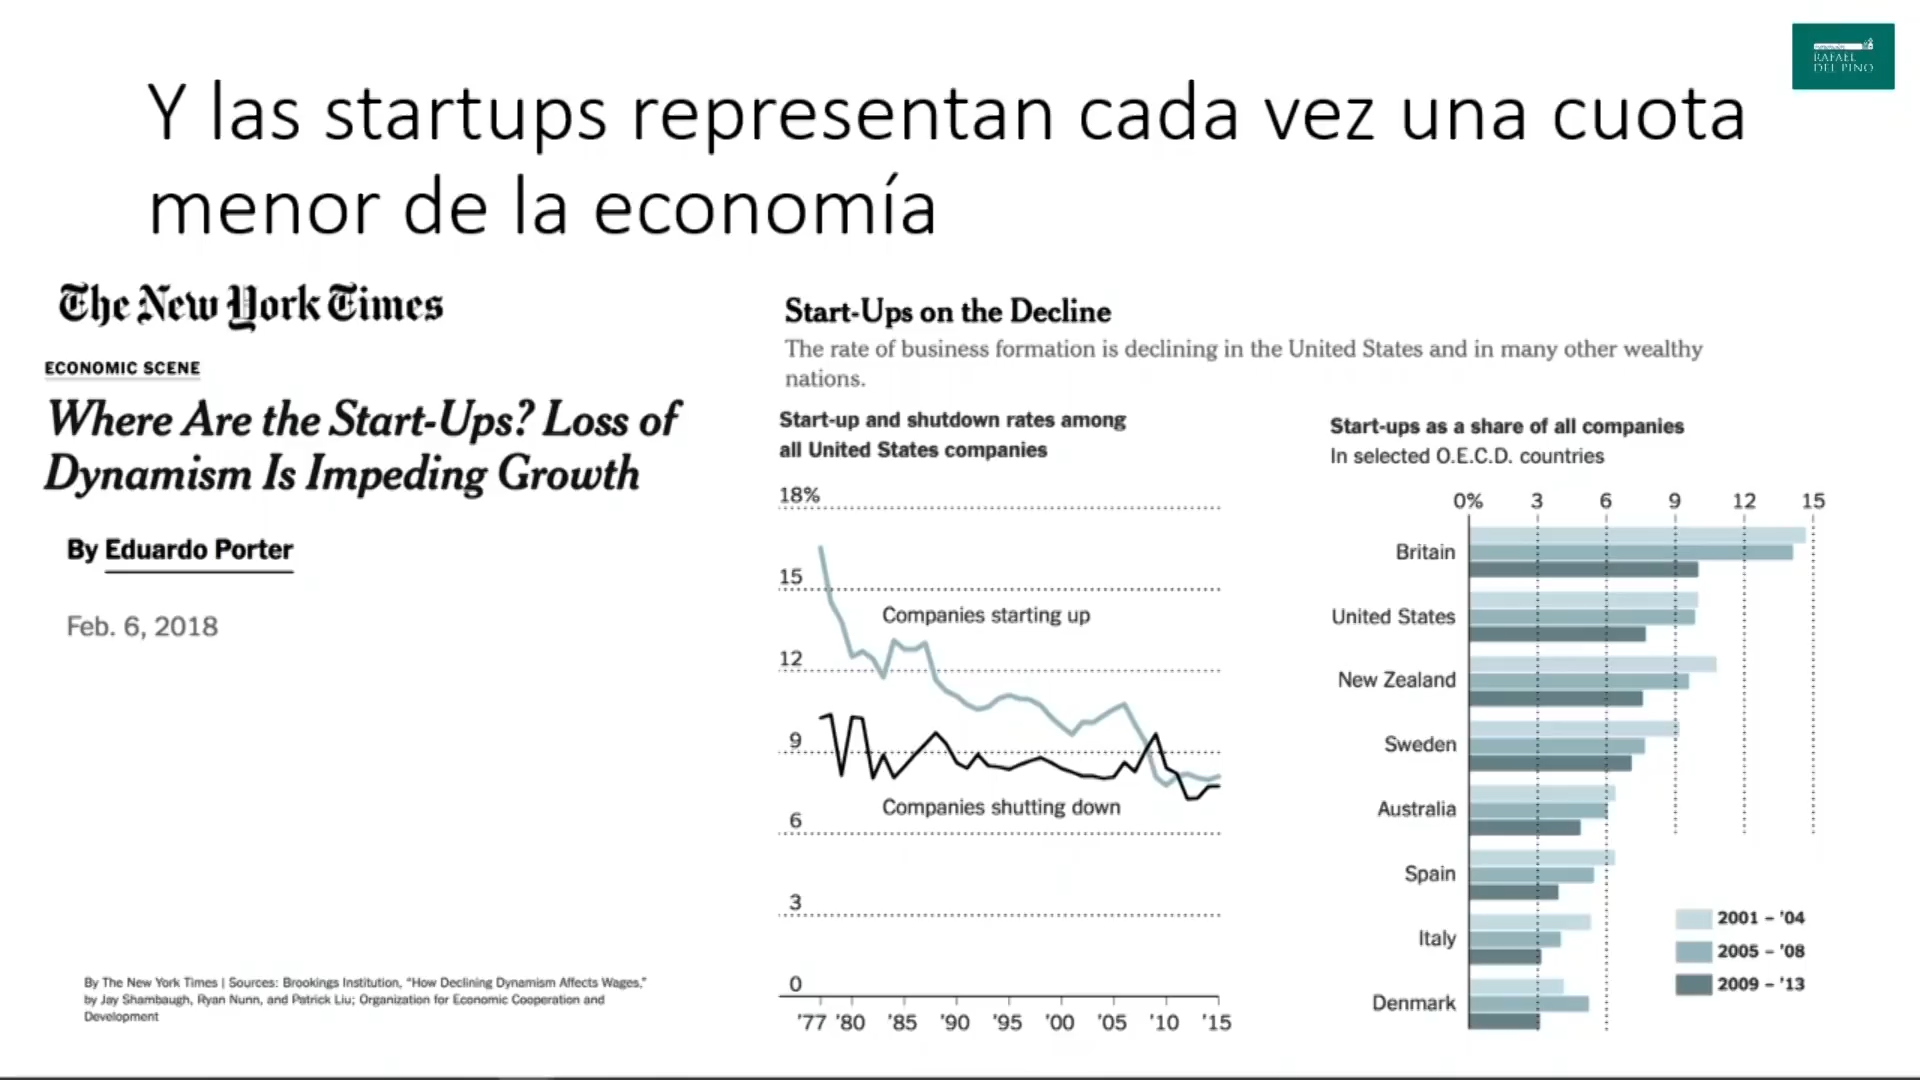 Y las startups representan cada vez una cuota
menor de la economía
RAFAEL
DEL PINO
The New York Times
ECONOMIC SCENE
Where Are the Start-Ups? Loss of
Dynamism Is Impeding Growth
By Eduardo Porter
Feb. 6, 2018
By The New York Times | Sources: Brookings Institution, “How Declining Dynamism Affects Wages,”
by Jay Shambaugh, Ryan Nunn, and Patrick Liu; Organization for Economic Cooperation and
Development
Start-Ups on the Decline
The rate of business formation is declining in the United States and in many other wealthy
nations.
Start-up and shutdown rates among
all United States companies
18%
15
Companies starting up
12
9
Companies shutting down
6
3
0
’77 ’80 ’85 ’90 ’95 ’00 ’05 ’10 ’15
Start-ups as a share of all companies
In selected O.E.C.D. countries
0% 3 6 9 12 15
Britain
United States
New Zealand
Sweden
Australia
Spain
Italy
Denmark
2001 – ’04
2005 – ’08
2009 – ’13